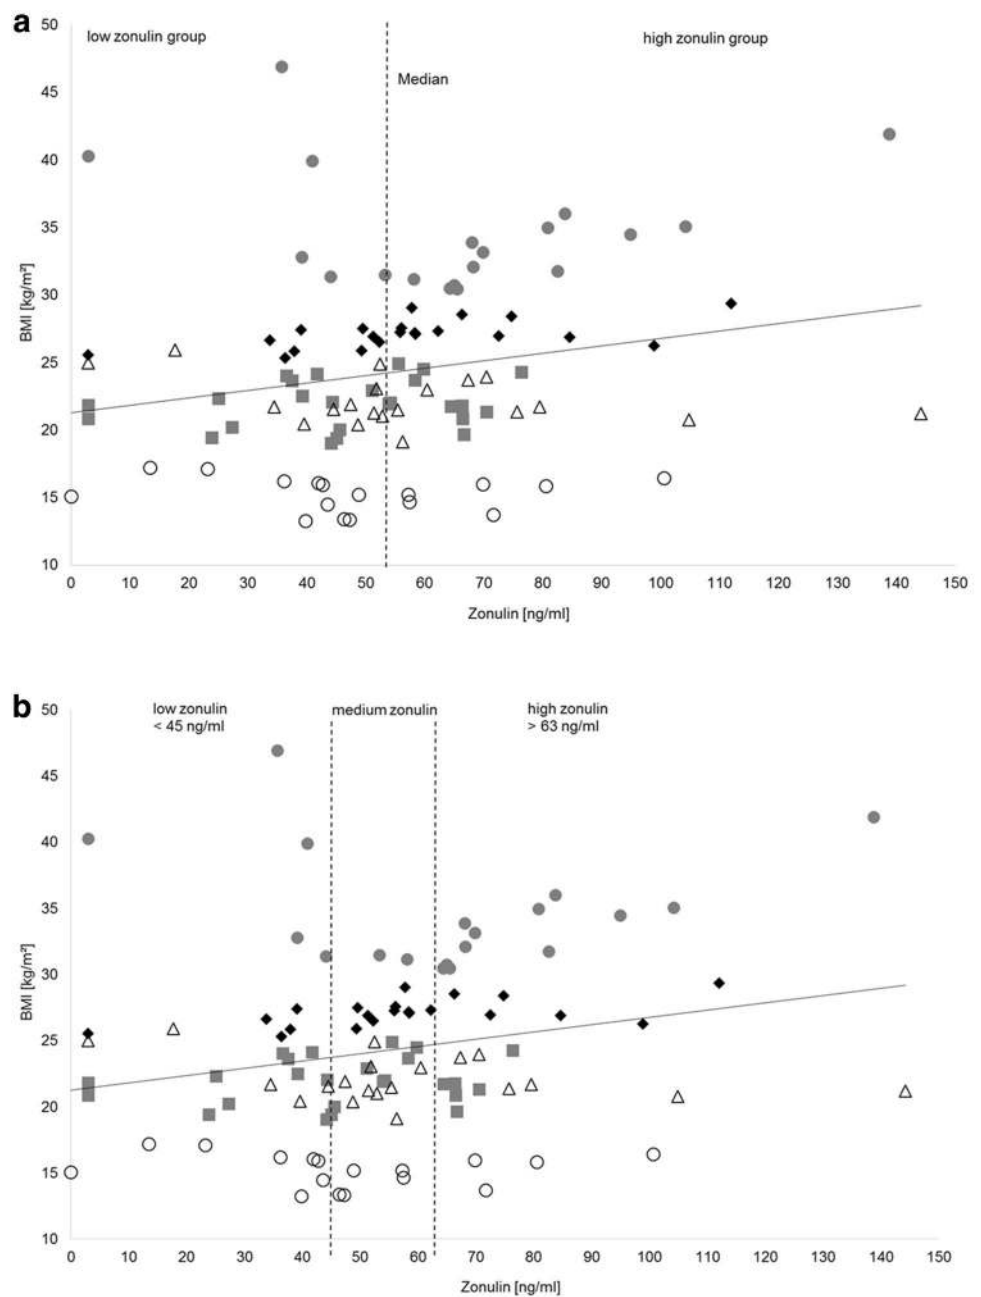 a
50
low zonulin group
high zonulin group
45
Median
40
35
30
BMI [kg/m²]
25
20
15
10
0 10 20 30 40 50 60 70 80 90 100 110 120 130 140 150
Zonulin [ng/ml]
b
50
low zonulin
< 45 ng/ml
medium zonulin
high zonulin
> 63 ng/ml
45
40
35
30
BMI [kg/m²]
25
20
15
10
0 10 20 30 40 50 60 70 80 90 100 110 120 130 140 150
Zonulin [ng/ml]